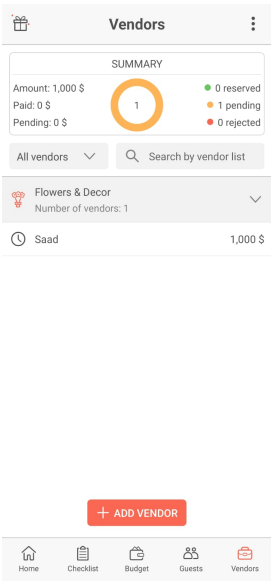 Vendors
SUMMARY
Amount: 1,000 $
Paid: 0 $
Pending: 0 $
1
0 reserved
1 pending
0 rejected
All vendors
Search by vendor list
Flowers & Decor
Number of vendors: 1
Saad 1,000 $
+ ADD VENDOR
Home Checklist Budget Guests Vendors